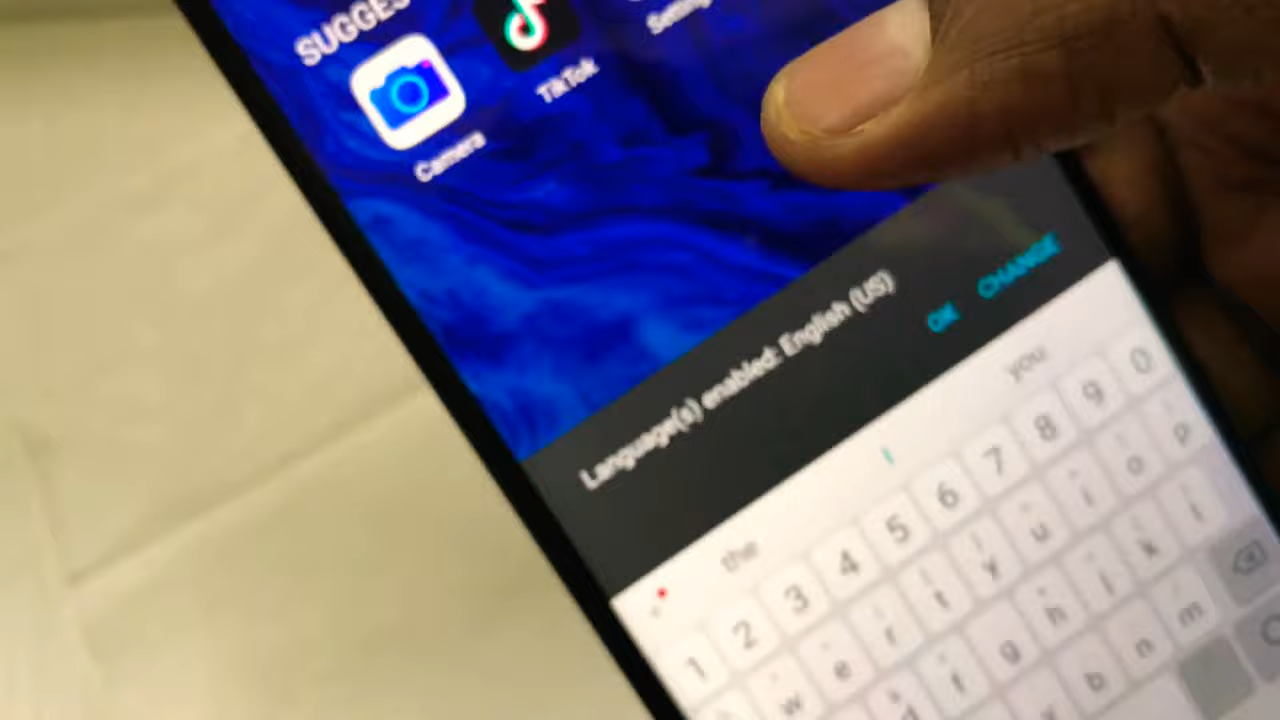 SUGGES
TikTok
Camera
Language(s) enabled: English (US)
OK CHANGE
the you
1 2 3 4 5 6 7 8 9 0
w e r t y u i o p
d f g h j k l
v b n m